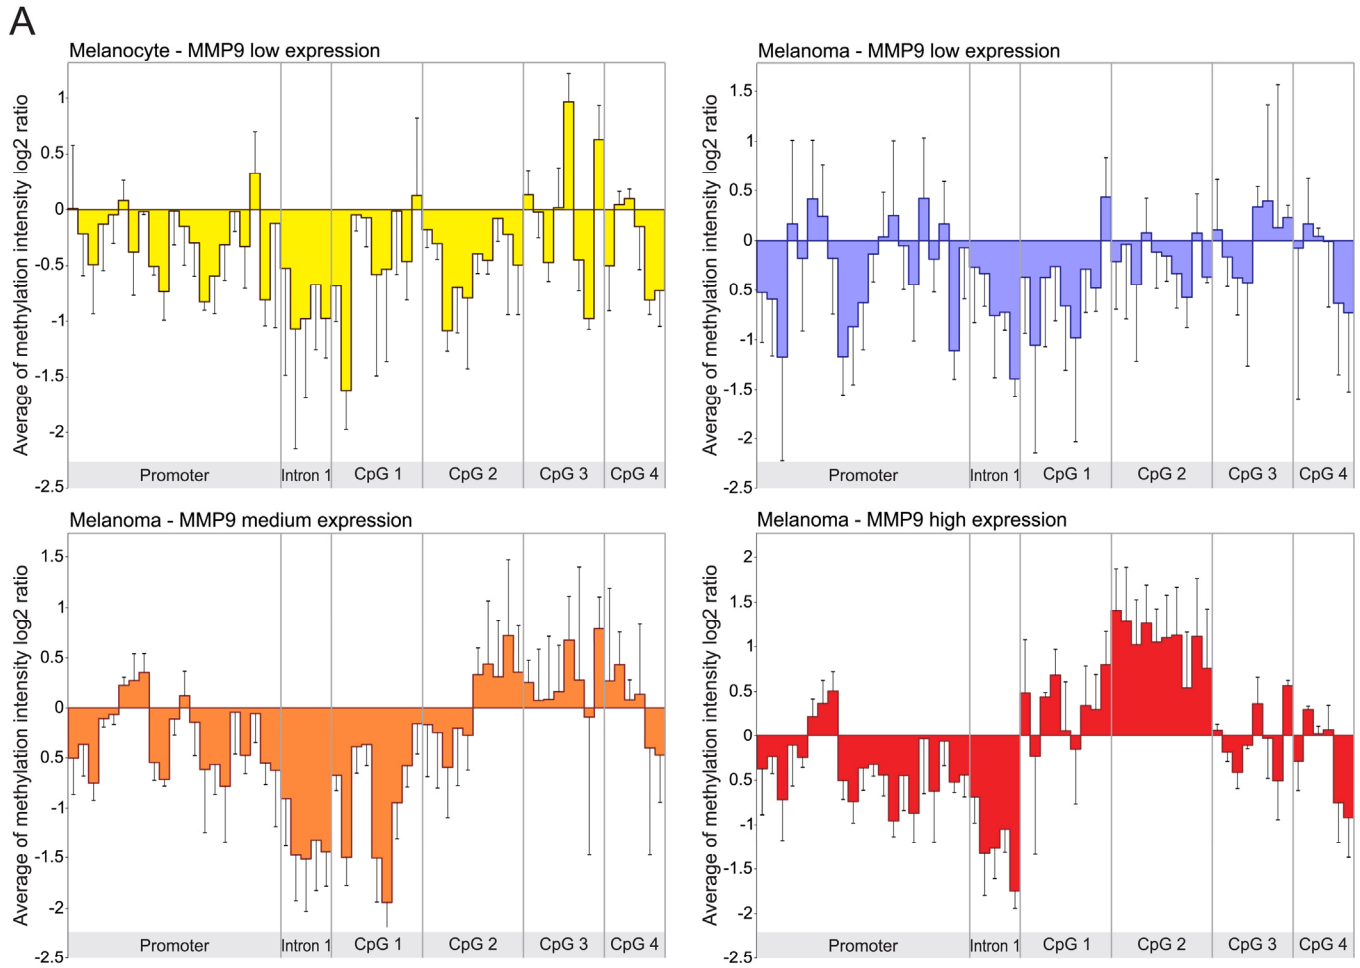 A
Melanocyte - MMP9 low expression
Average of methylation intensity log2 ratio
1
0.5
0
-0.5
-1
-1.5
-2
-2.5
Promoter Intron 1 CpG 1 CpG 2 CpG 3 CpG 4
Melanoma - MMP9 low expression
Average of methylation intensity log2 ratio
1.5
1
0.5
0
0.5
-1
-1.5
-2
-2.5
Promoter Intron 1 CpG 1 CpG 2 CpG 3 CpG 4
Melanoma - MMP9 medium expression
Average of methylation intensity log2 ratio
1.5
1
0.5
0
0.5
-1
-1.5
-2
-2.5
Promoter Intron 1 CpG 1 CpG 2 CpG 3 CpG 4
Melanoma - MMP9 high expression
Average of methylation intensity log2 ratio
2
1.5
1
0.5
0
0.5
-1
-1.5
-2
-2.5
Promoter Intron 1 CpG 1 CpG 2 CpG 3 CpG 4